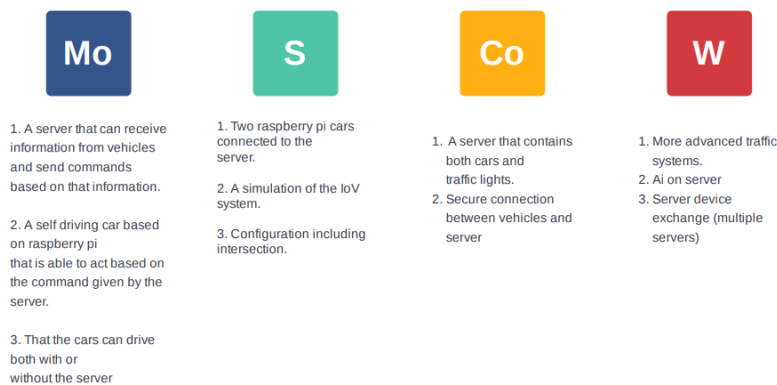 Mo
1. A server that can receive
information from vehicles
and send commands
based on that information.
2. A self driving car based
on raspberry pi
that is able to act based on
the command given by the
server.
3. That the cars can drive
both with or
without the server
S
1. Two raspberry pi cars
connected to the
server.
2. A simulation of the IoV
system.
3. Configuration including
intersection.
Co
1. A server that contains
both cars and
traffic lights.
2. Secure connection
between vehicles and
server
W
1. More advanced traffic
systems.
2. Ai on server
3. Server device
exchange (multiple
servers)